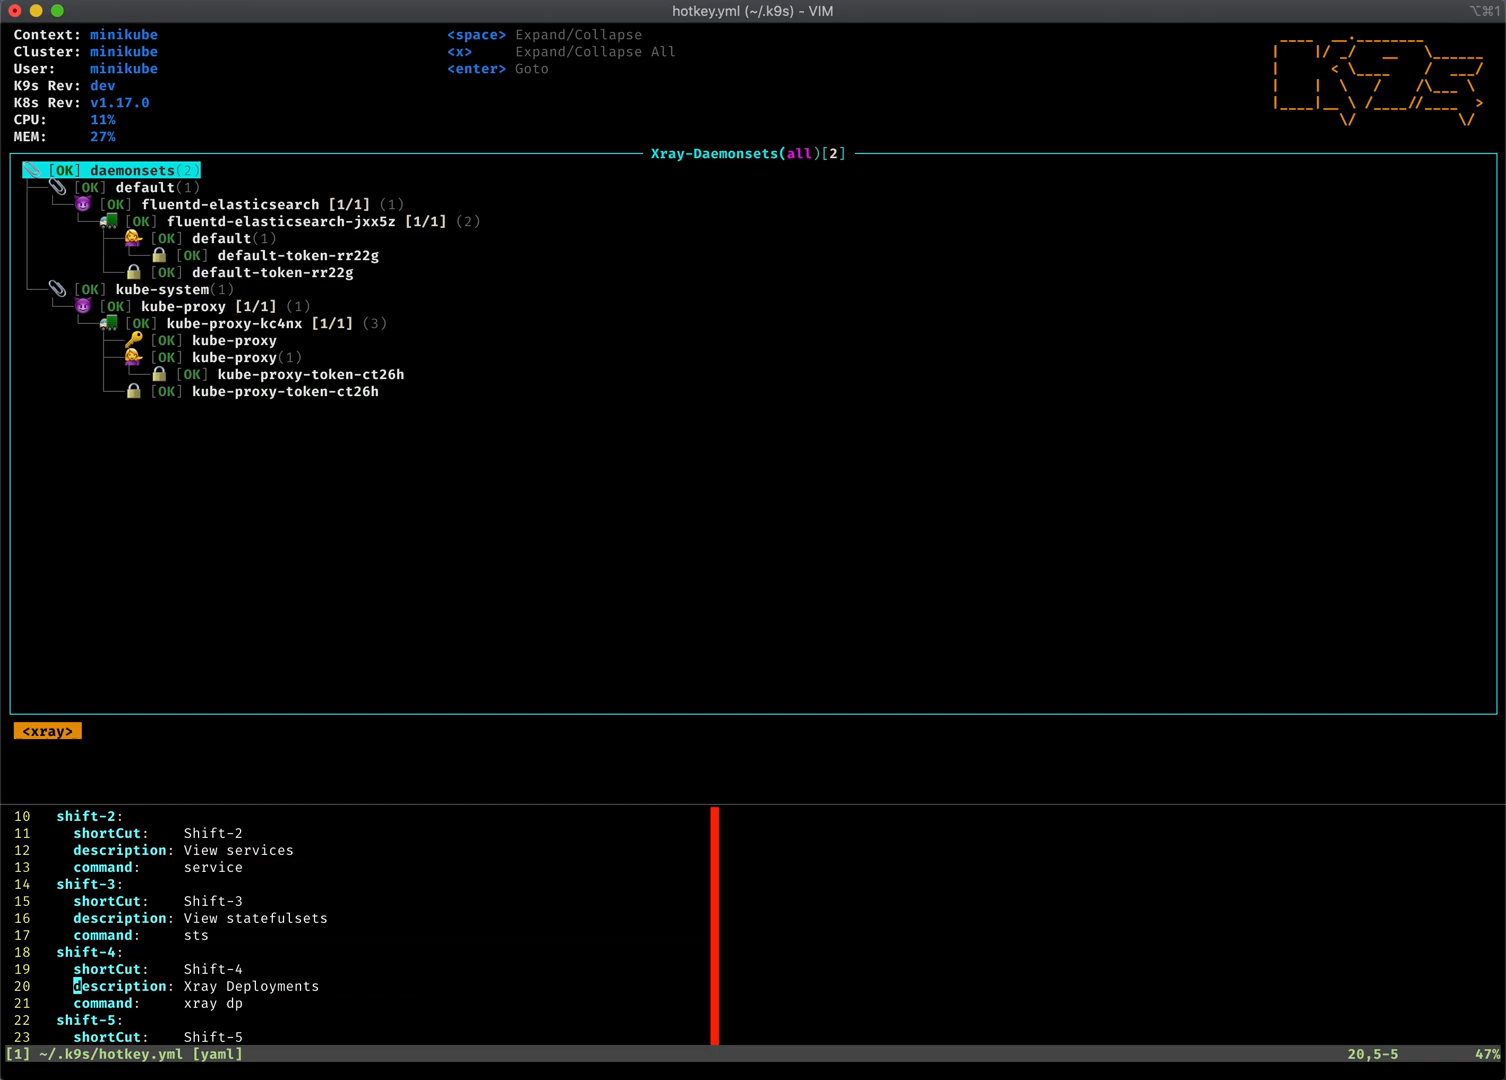 hotkey.yml (~/.k9s) - VIM
⌥⌘1
Context: minikube
<space> Expand/Collapse
Cluster: minikube
<x> Expand/Collapse All
User: minikube
<enter> Goto
K9s Rev: dev
K8s Rev: v1.17.0
CPU: 11%
MEM: 27%
K9s
Xray-Daemonsets(all)[2]
[OK] daemonsets(2)
[OK] default(1)
[OK] fluentd-elasticsearch [1/1] (1)
[OK] fluentd-elasticsearch-jxx5z [1/1] (2)
[OK] default(1)
[OK] default-token-rr22g
[OK] default-token-rr22g
[OK] kube-system(1)
[OK] kube-proxy [1/1] (1)
[OK] kube-proxy-kc4nx [1/1] (3)
[OK] kube-proxy
[OK] kube-proxy(1)
[OK] kube-proxy-token-ct26h
[OK] kube-proxy-token-ct26h
<xray>
10 shift-2:
11 shortCut: Shift-2
12 description: View services
13 command: service
14 shift-3:
15 shortCut: Shift-3
16 description: View statefulsets
17 command: sts
18 shift-4:
19 shortCut: Shift-4
20 description: Xray Deployments
21 command: xray dp
22 shift-5:
23 shortCut: Shift-5
[1] ~/.k9s/hotkey.yml [yaml] 20,5-5 47%